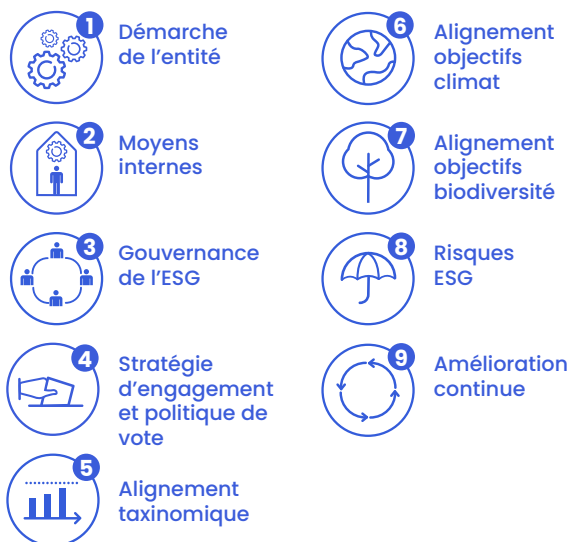 1
Démarche
de l'entité
2
Moyens
internes
3
Gouvernance
de l'ESG
4
Stratégie
d'engagement
et politique de
vote
5
Alignement
taxinomique
6
Alignement
objectifs
climat
7
Alignement
objectifs
biodiversité
8
Risques
ESG
9
Amélioration
continue